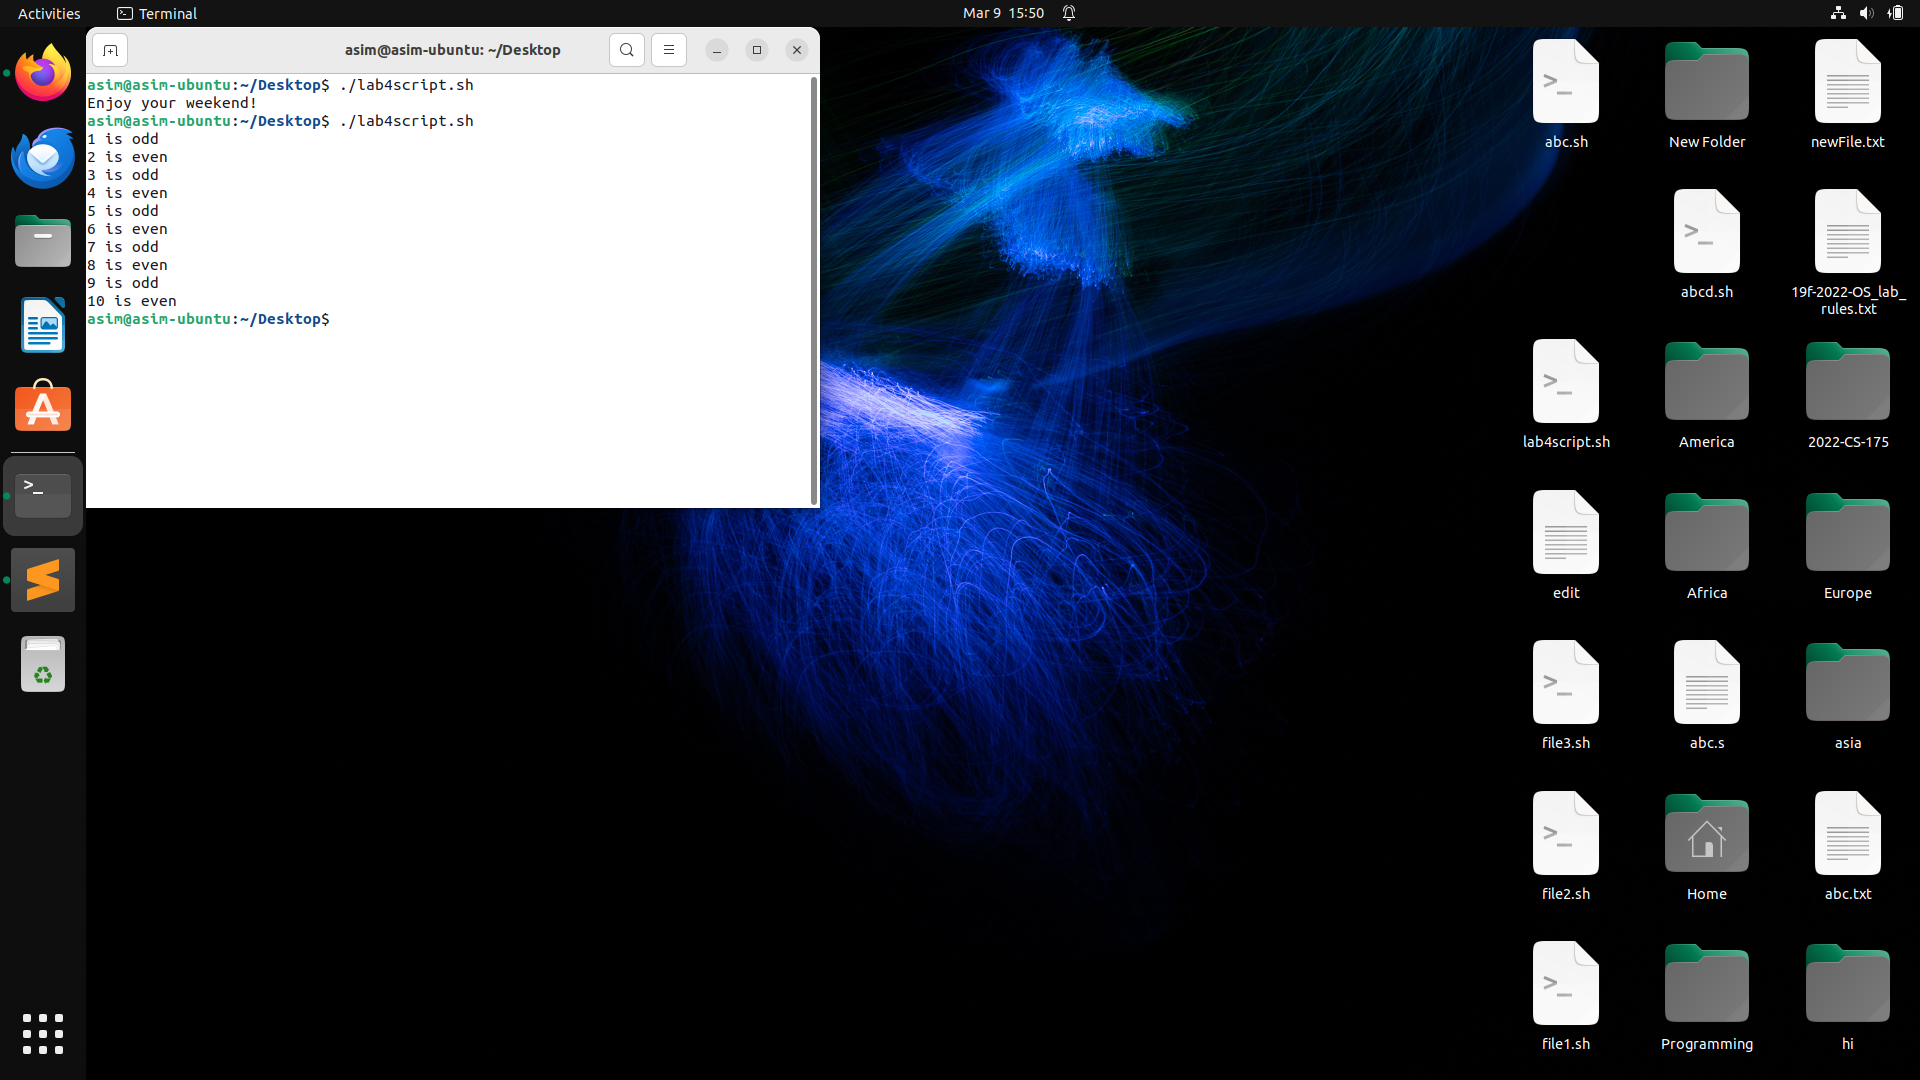 Activities
Terminal
Mar 9 15:50
asim@asim-ubuntu: ~/Desktop
asim@asim-ubuntu:~/Desktop$ ./lab4script.sh
Enjoy your weekend!
asim@asim-ubuntu:~/Desktop$ ./lab4script.sh
1 is odd
2 is even
3 is odd
4 is even
5 is odd
6 is even
7 is odd
8 is even
9 is odd
10 is even
asim@asim-ubuntu:~/Desktop$
abc.sh
New Folder
newFile.txt
abcd.sh
19f-2022-OS_lab_
rules.txt
lab4script.sh
America
2022-CS-175
edit
Africa
Europe
file3.sh
abc.s
asia
file2.sh
Home
abc.txt
file1.sh
Programming
hi